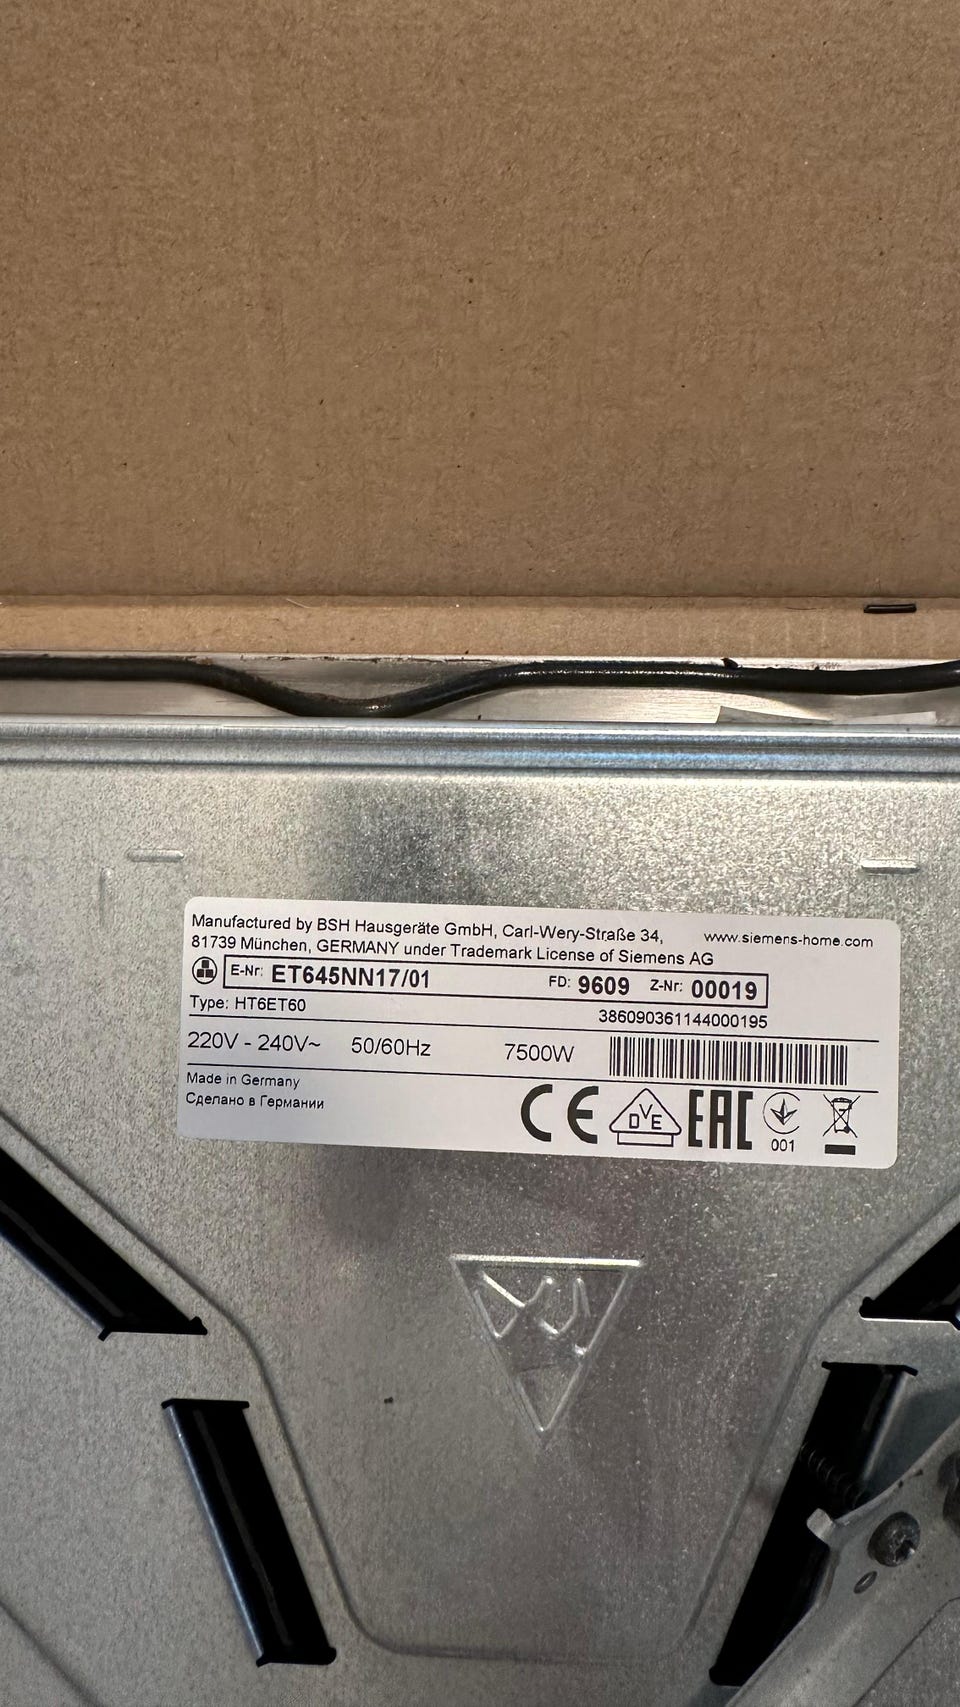 Manufactured by BSH Hausgeräte GmbH, Carl-Wery-Straße 34,
81739 München, GERMANY under Trademark License of Siemens AG
www.siemens-home.com
E-Nr: ET645NN17/01 FD: 9609 Z-Nr: 00019
Type: HT6ET60
386090361144000195
220V - 240V~ 50/60Hz 7500W
Made in Germany
Сделано в Германии
CE DVE EAC
001